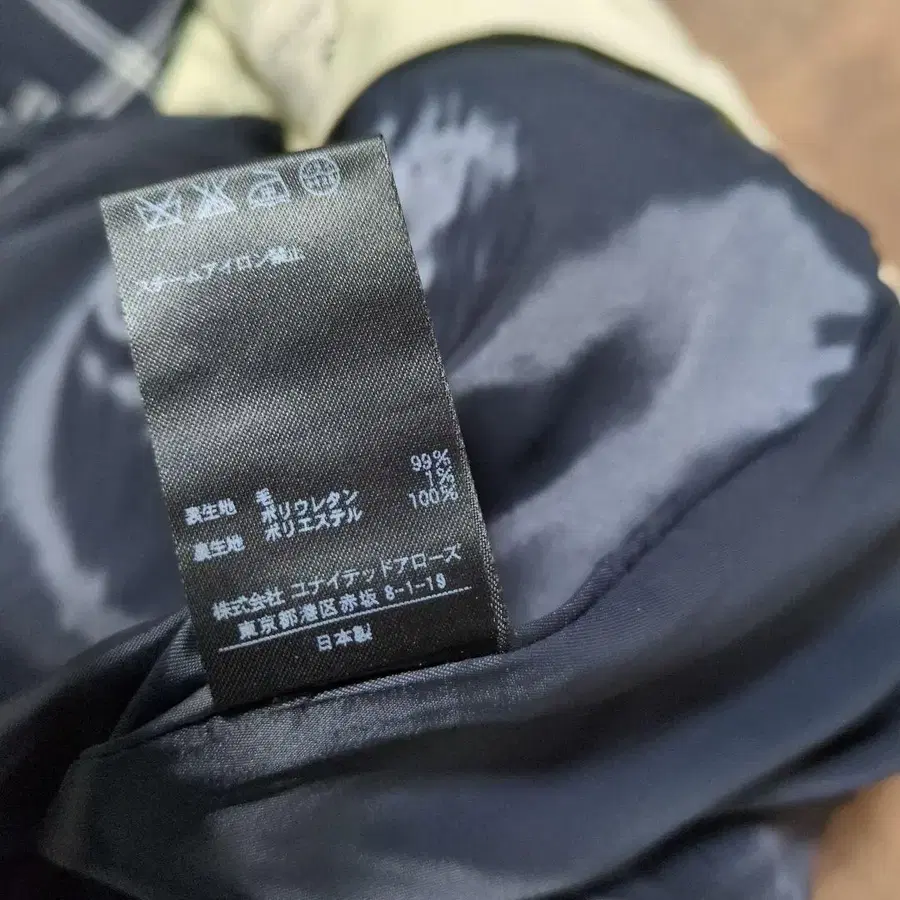 スチームアイロン禁止
表生地 毛 99%
ポリウレタン 1%
裏生地 ポリエステル 100%
株式会社 ユナイテッドアローズ
東京都港区赤坂 8-1-19
日本製